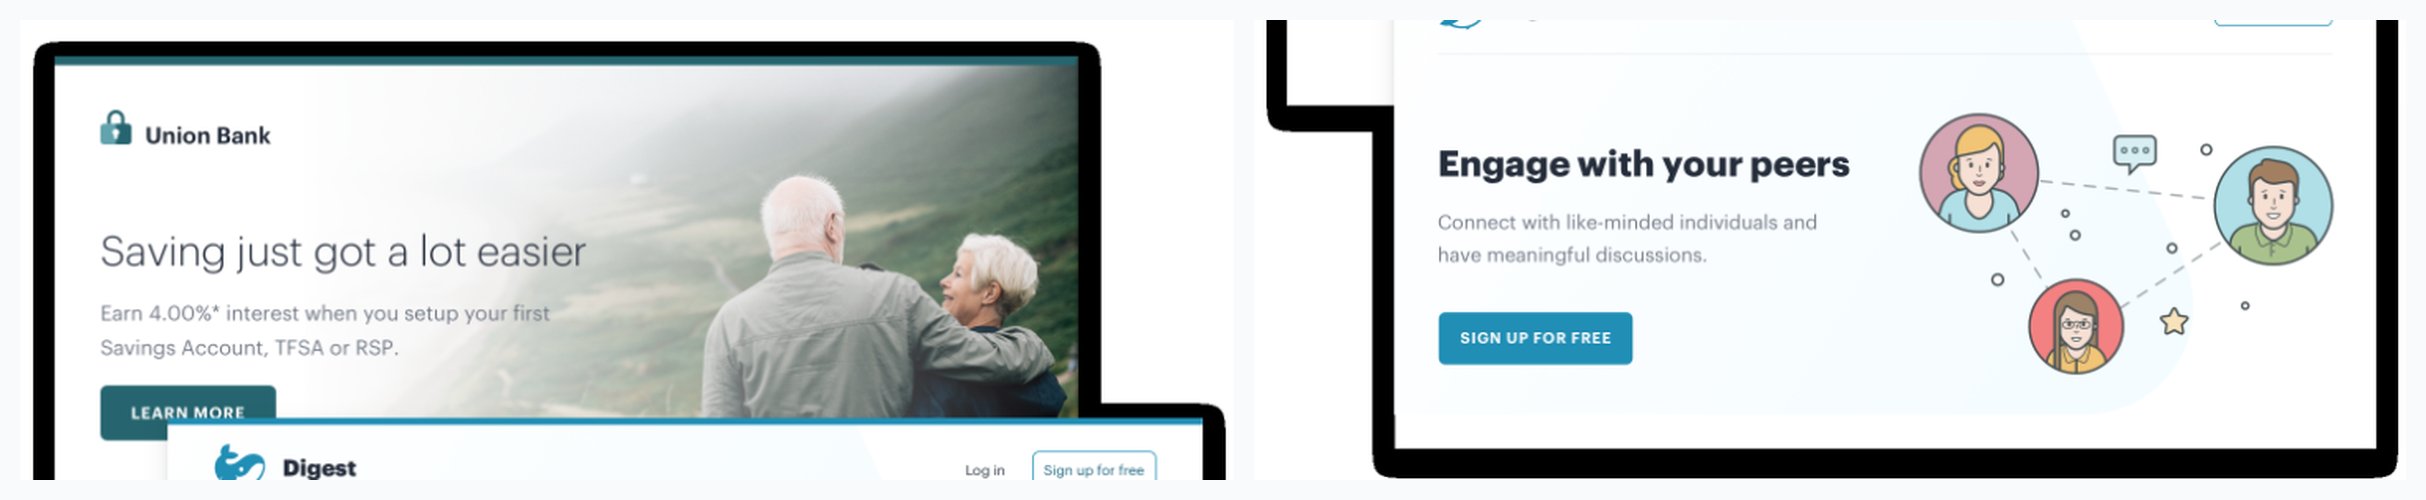 Union Bank
Saving just got a lot easier
Earn 4.00%* interest when you setup your first
Savings Account, TFSA or RSP.
LEARN MORE
Digest
Log in
Sign up for free
Engage with your peers
Connect with like-minded individuals and
have meaningful discussions.
SIGN UP FOR FREE